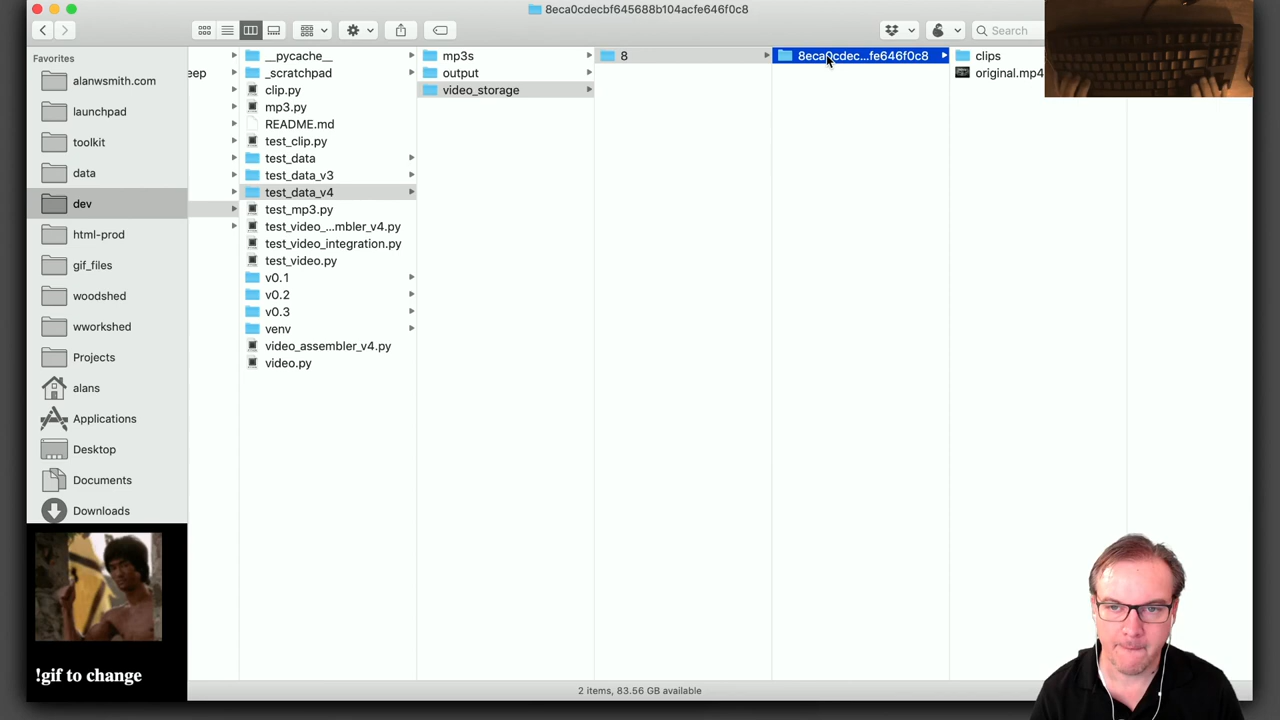 8eca0cdecbf645688b104acfe646f0c8
Search
Favorites
alanwsmith.com
launchpad
toolkit
data
dev
html-prod
gif_files
woodshed
wworkshed
Projects
alans
Applications
Desktop
Documents
Downloads
!gif to change
eep
__pycache__
_scratchpad
clip.py
mp3.py
README.md
test_clip.py
test_data
test_data_v3
test_data_v4
test_mp3.py
test_video_...mbler_v4.py
test_video_integration.py
test_video.py
v0.1
v0.2
v0.3
venv
video_assembler_v4.py
video.py
mp3s
output
video_storage
8
8eca0cdec...fe646f0c8
clips
original.mp4
2 items, 83.56 GB available